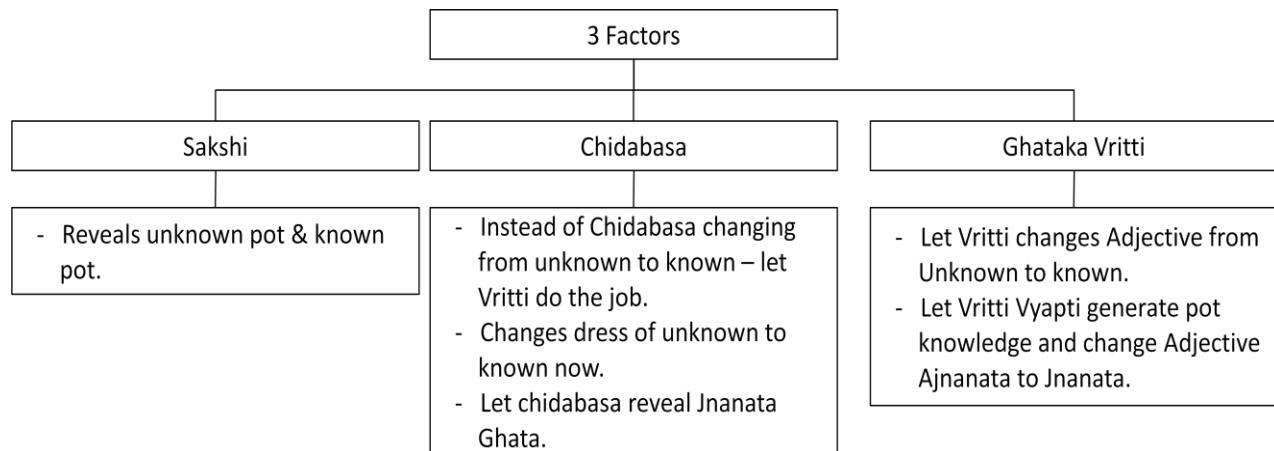 3 Factors
Sakshi
Chidabasa
Ghataka Vritti
- Reveals unknown pot & known
pot.
- Instead of Chidabasa changing
from unknown to known – let
Vritti do the job.
- Changes dress of unknown to
known now.
- Let chidabasa reveal Jnanata
Ghata.
- Let Vritti changes Adjective from
Unknown to known.
- Let Vritti Vyapti generate pot
knowledge and change Adjective
Ajnanata to Jnanata.